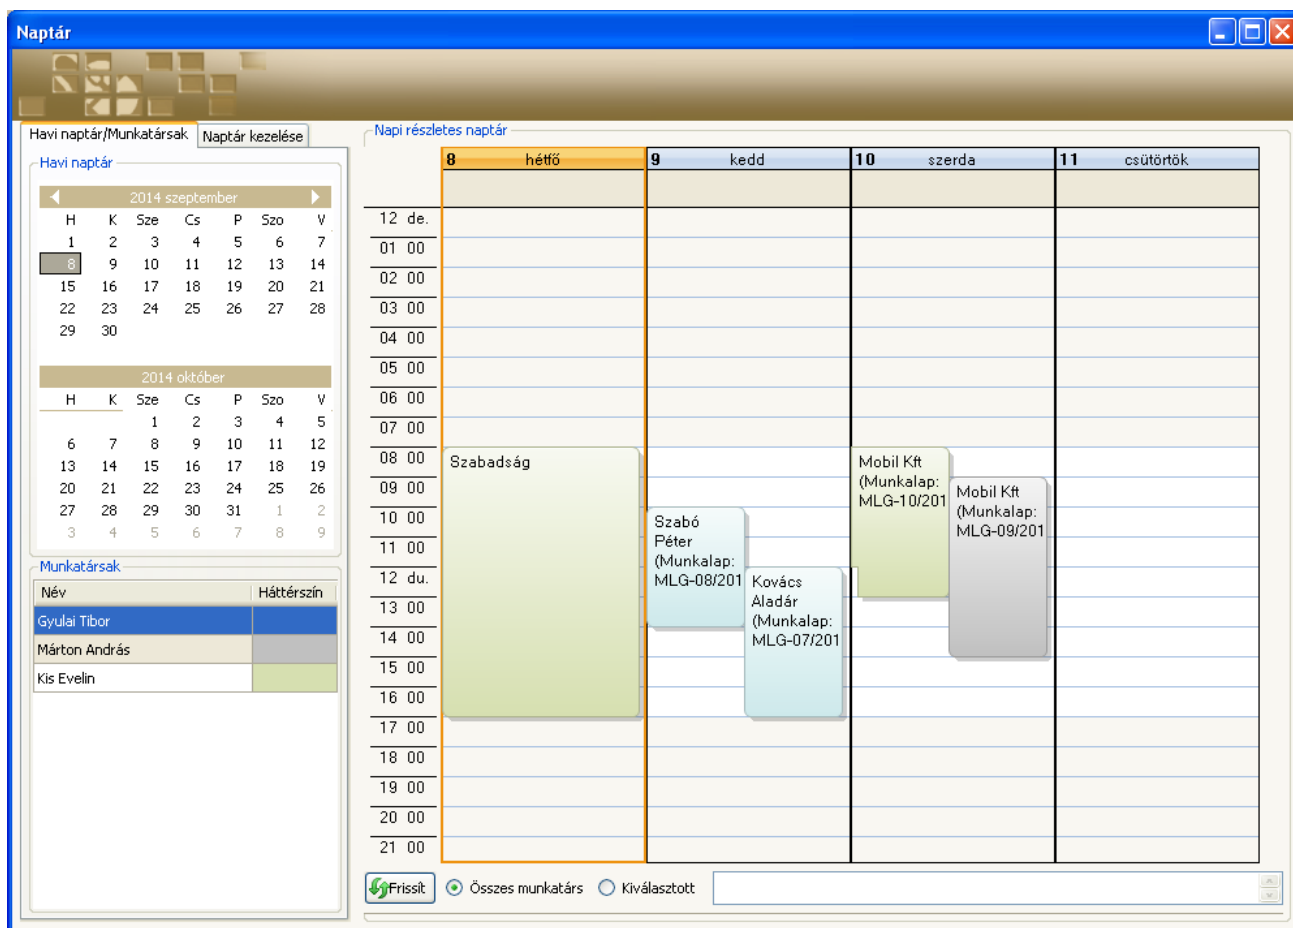 Naptár
Havi naptár/Munkatársak
Naptár kezelése
Havi naptár
2014 szeptember
H K Sze Cs P Szo V
1 2 3 4 5 6 7
8 9 10 11 12 13 14
15 16 17 18 19 20 21
22 23 24 25 26 27 28
29 30
2014 október
H K Sze Cs P Szo V
1 2 3 4 5
6 7 8 9 10 11 12
13 14 15 16 17 18 19
20 21 22 23 24 25 26
27 28 29 30 31 1 2
3 4 5 6 7 8 9
Munkatársak
Név Háttérszín
Gyulai Tibor
Márton András
Kis Evelin
Napi részletes naptár
8 hétfő 9 kedd 10 szerda 11 csütörtök
12 de.
01 00
02 00
03 00
04 00
05 00
06 00
07 00
08 00
09 00
10 00
11 00
12 du.
13 00
14 00
15 00
16 00
17 00
18 00
19 00
20 00
21 00
Szabadság
Szabó
Péter
(Munkalap:
MLG-08/201
Kovács
Aladár
(Munkalap:
MLG-07/201
Mobil Kft
(Munkalap:
MLG-10/201
Mobil Kft
(Munkalap:
MLG-09/201
Frissít Összes munkatárs Kiválasztott